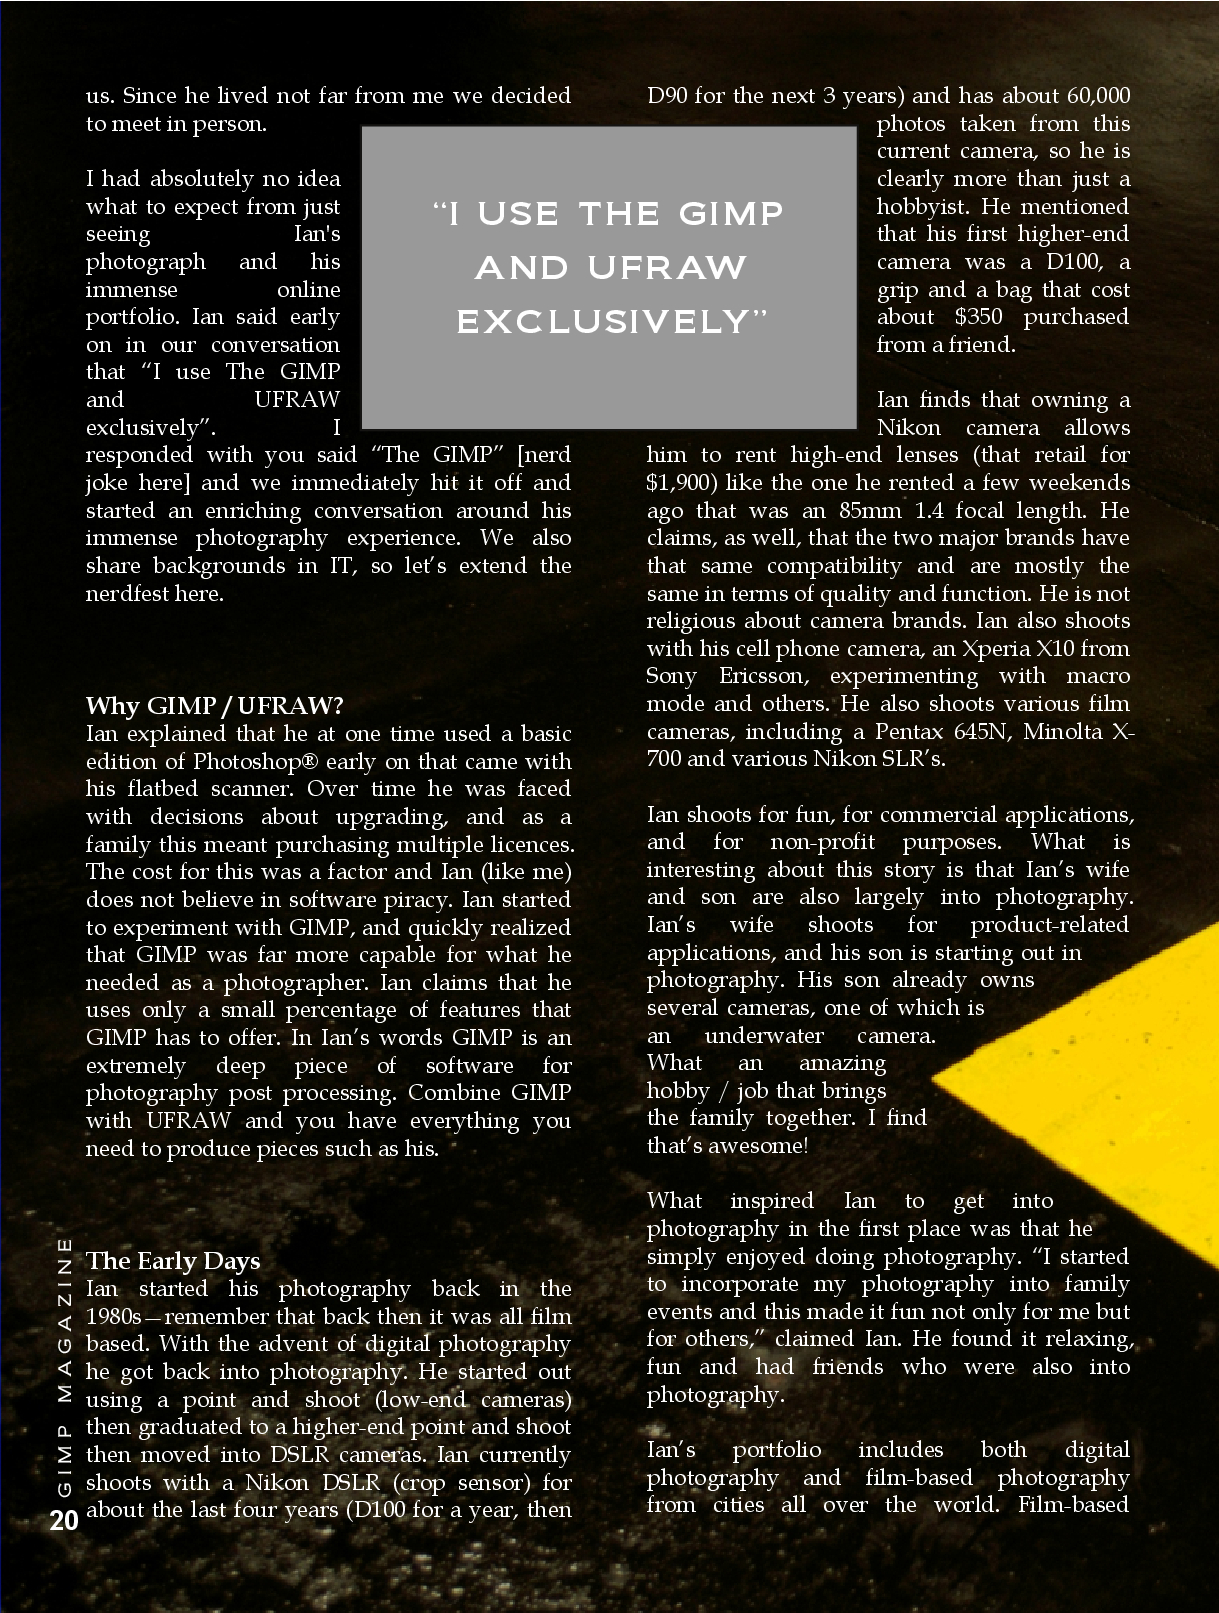 us. Since he lived not far from me we decided
to meet in person.
I had absolutely no idea
what to expect from just
seeing Ian's
photograph and his
immense online
portfolio. Ian said early
on in our conversation
that “I use The GIMP
and UFRAW
exclusively”. I
responded with you said “The GIMP” [nerd
joke here] and we immediately hit it off and
started an enriching conversation around his
immense photography experience. We also
share backgrounds in IT, so let’s extend the
nerdfest here.
Why GIMP / UFRAW?
Ian explained that he at one time used a basic
edition of Photoshop® early on that came with
his flatbed scanner. Over time he was faced
with decisions about upgrading, and as a
family this meant purchasing multiple licences.
The cost for this was a factor and Ian (like me)
does not believe in software piracy. Ian started
to experiment with GIMP, and quickly realized
that GIMP was far more capable for what he
needed as a photographer. Ian claims that he
uses only a small percentage of features that
GIMP has to offer. In Ian’s words GIMP is an
extremely deep piece of software for
photography post processing. Combine GIMP
with UFRAW and you have everything you
need to produce pieces such as his.
The Early Days
Ian started his photography back in the
1980s—remember that back then it was all film
based. With the advent of digital photography
he got back into photography. He started out
using a point and shoot (low-end cameras)
then graduated to a higher-end point and shoot
then moved into DSLR cameras. Ian currently
shoots with a Nikon DSLR (crop sensor) for
about the last four years (D100 for a year, then
“I USE THE GIMP
AND UFRAW
EXCLUSIVELY”
D90 for the next 3 years) and has about 60,000
photos taken from this
current camera, so he is
clearly more than just a
hobbyist. He mentioned
that his first higher-end
camera was a D100, a
grip and a bag that cost
about $350 purchased
from a friend.
Ian finds that owning a
Nikon camera allows
him to rent high-end lenses (that retail for
$1,900) like the one he rented a few weekends
ago that was an 85mm 1.4 focal length. He
claims, as well, that the two major brands have
that same compatibility and are mostly the
same in terms of quality and function. He is not
religious about camera brands. Ian also shoots
with his cell phone camera, an Xperia X10 from
Sony Ericsson, experimenting with macro
mode and others. He also shoots various film
cameras, including a Pentax 645N, Minolta X-
700 and various Nikon SLR’s.
Ian shoots for fun, for commercial applications,
and for non-profit purposes. What is
interesting about this story is that Ian’s wife
and son are also largely into photography.
Ian’s wife shoots for product-related
applications, and his son is starting out in
photography. His son already owns
several cameras, one of which is
an underwater camera.
What an amazing
hobby / job that brings
the family together. I find
that’s awesome!
What inspired Ian to get into
photography in the first place was that he
simply enjoyed doing photography. “I started
to incorporate my photography into family
events and this made it fun not only for me but
for others,” claimed Ian. He found it relaxing,
fun and had friends who were also into
photography.
Ian’s portfolio includes both digital
photography and film-based photography
from cities all over the world. Film-based
GIMP MAGAZINE
20